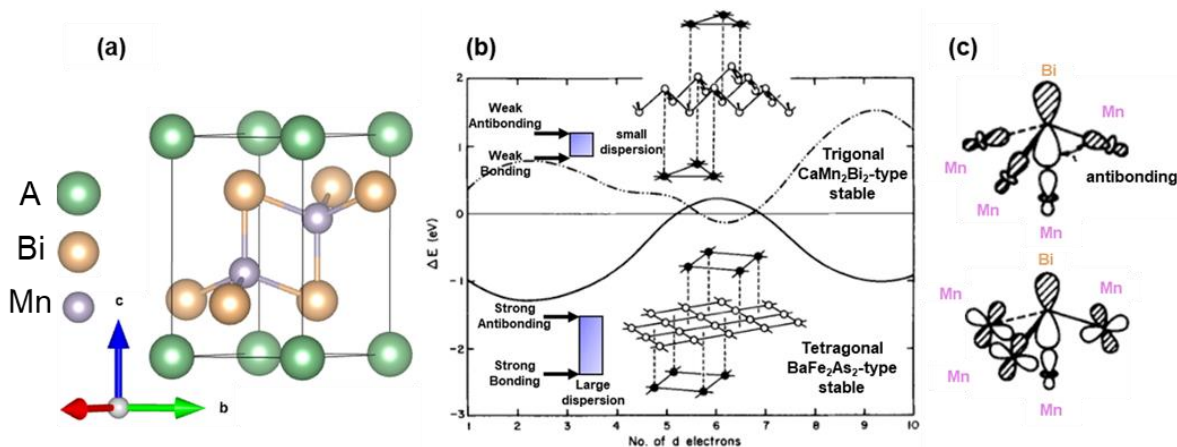 (a)
A
Bi
Mn
c
b
(b)
2
1
0
-1
-2
-3
ΔE (eV)
Weak
Antibonding
Weak
Bonding
small
dispersion
Trigonal
CaMn₂Bi₂-type
stable
Strong
Antibonding
Strong
Bonding
Large
dispersion
Tetragonal
BaFe₂As₂-type
stable
1 2 3 4 5 6 7 8 9 10
No. of d electrons
(c)
Bi
Mn
antibonding
Mn
Mn
Bi
Mn
Mn
Mn